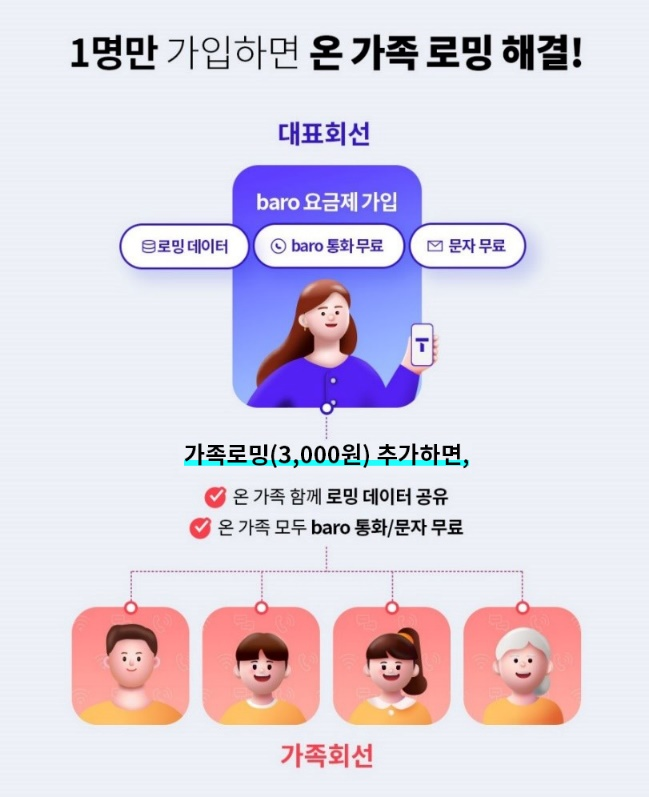 1명만 가입하면 온 가족 로밍 해결!
대표회선
baro 요금제 가입
로밍 데이터 baro 통화 무료 문자 무료
T
가족로밍(3,000원) 추가하면,
온 가족 함께 로밍 데이터 공유
온 가족 모두 baro 통화/문자 무료
가족회선